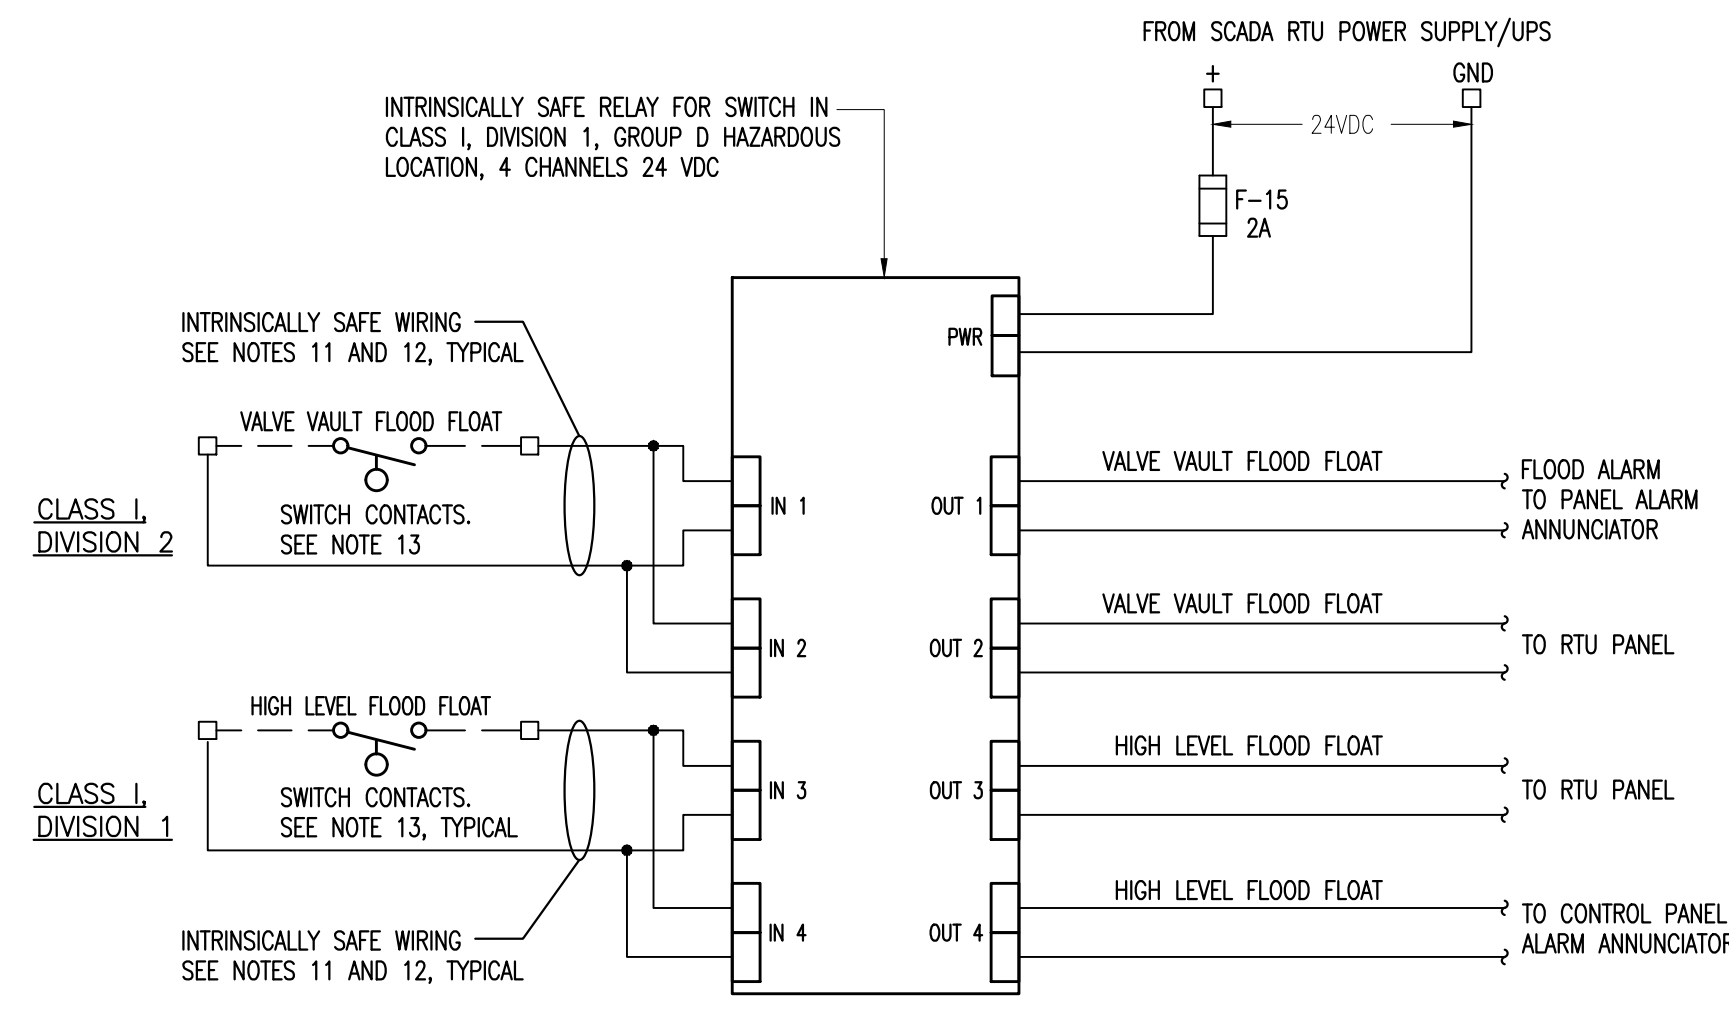 FROM SCADA RTU POWER SUPPLY/UPS
+
GND
24VDC
INTRINSICALLY SAFE RELAY FOR SWITCH IN
CLASS I, DIVISION 1, GROUP D HAZARDOUS
LOCATION, 4 CHANNELS 24 VDC
F-15
2A
INTRINSICALLY SAFE WIRING
SEE NOTES 11 AND 12, TYPICAL
PWR
VALVE VAULT FLOOD FLOAT
CLASS I,
DIVISION 2
SWITCH CONTACTS.
SEE NOTE 13
IN 1
OUT 1
VALVE VAULT FLOOD FLOAT
FLOOD ALARM
TO PANEL ALARM
ANNUNCIATOR
IN 2
OUT 2
VALVE VAULT FLOOD FLOAT
TO RTU PANEL
HIGH LEVEL FLOOD FLOAT
CLASS I,
DIVISION 1
SWITCH CONTACTS.
SEE NOTE 13, TYPICAL
IN 3
OUT 3
HIGH LEVEL FLOOD FLOAT
TO RTU PANEL
INTRINSICALLY SAFE WIRING
SEE NOTES 11 AND 12, TYPICAL
IN 4
OUT 4
HIGH LEVEL FLOOD FLOAT
TO CONTROL PANEL
ALARM ANNUNCIATOR